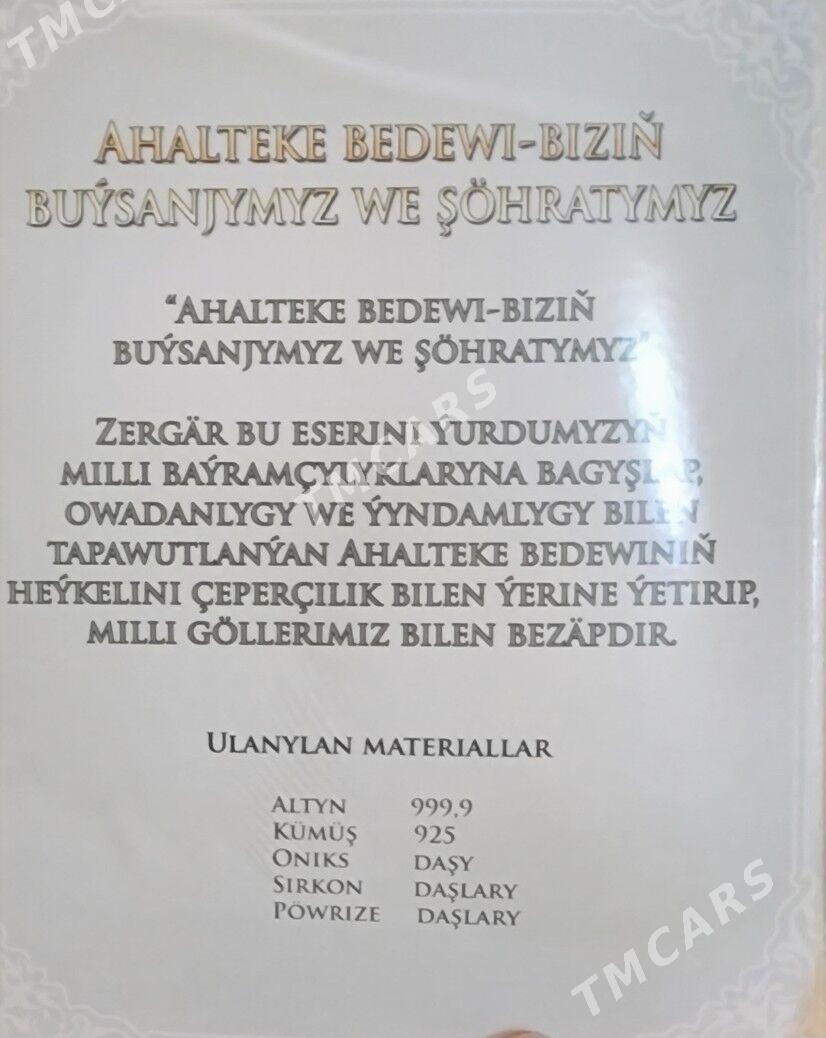 TMCARS
AHALTEKE BEDEWI-BIZIŇ
BUÝSANJYMYZ WE ŞÖHRATYMYZ
"AHALTEKE BEDEWI-BIZIŇ
BUÝSANJYMYZ WE ŞÖHRATYMYZ"
ZERGÄR BU ESERINI ÝURDUMYZYŇ
MILLI BAÝRAMÇYLYKLARYNA BAGYŞLAP,
OWADANLYGY WE ÝYNDAMLYGY BILEN
TAPAWUTLANÝAN AHALTEKE BEDEWINIŇ
HEÝKELINI ÇEPERÇILIK BILEN ÝERINE ÝETIRIP,
MILLI GÖLLERIMIZ BILEN BEZÄPDIR.
TMCARS
ULANYLAN MATERIALLAR
ALTYN 999,9
KÜMÜŞ 925
ONIKS DAŞY
SIRKON DAŞLARY
PÖWRIZE DAŞLARY
TMCARS